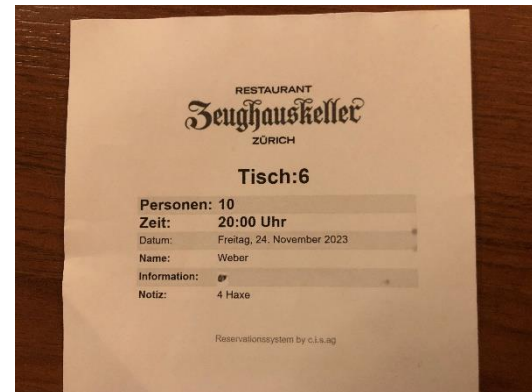 RESTAURANT
Zeughauskeller
ZÜRICH
Tisch:6
Personen: 10
Zeit: 20:00 Uhr
Datum: Freitag, 24. November 2023
Name: Weber
Information:
Notiz: 4 Haxe
Reservationssystem by c.i.s.ag